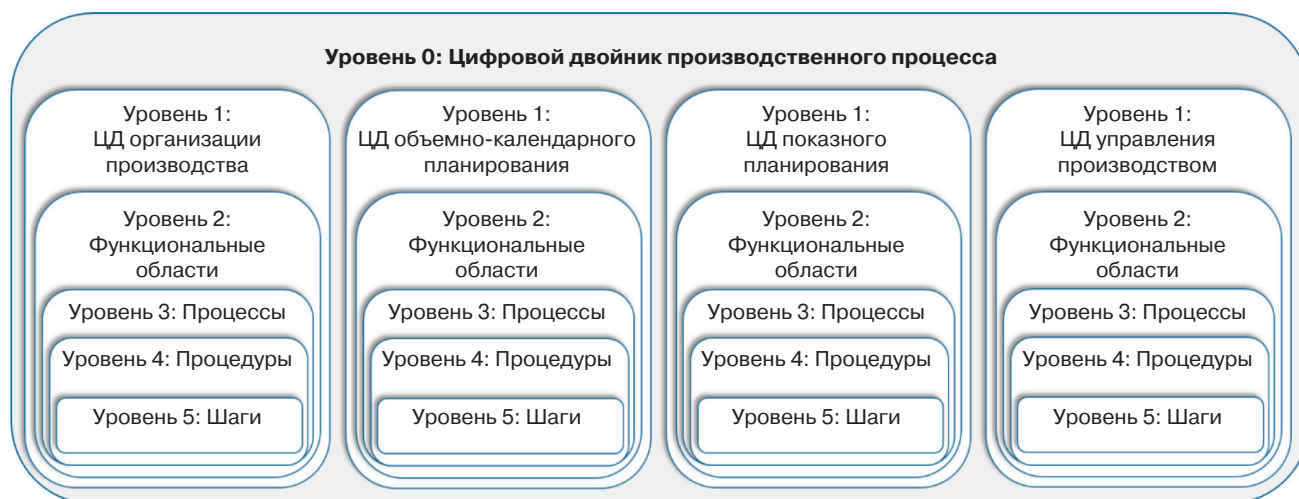 Уровень 0: Цифровой двойник производственного процесса
Уровень 1:
ЦД организации
производства
Уровень 2:
Функциональные
области
Уровень 3: Процессы
Уровень 4: Процедуры
Уровень 5: Шаги
Уровень 1:
ЦД объемно-календарного
планирования
Уровень 2:
Функциональные
области
Уровень 3: Процессы
Уровень 4: Процедуры
Уровень 5: Шаги
Уровень 1:
ЦД показного
планирования
Уровень 2:
Функциональные
области
Уровень 3: Процессы
Уровень 4: Процедуры
Уровень 5: Шаги
Уровень 1:
ЦД управления
производством
Уровень 2:
Функциональные
области
Уровень 3: Процессы
Уровень 4: Процедуры
Уровень 5: Шаги